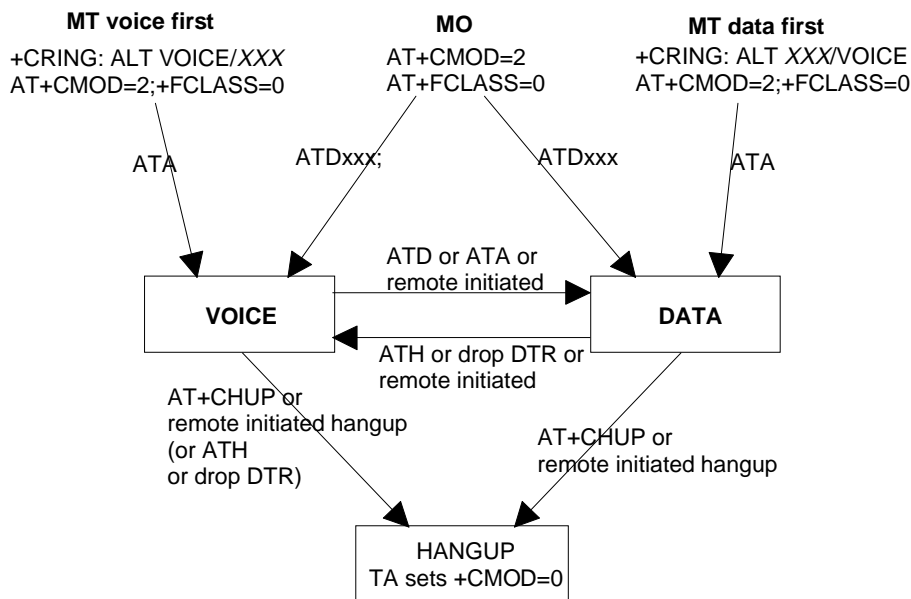 MT voice first
+CRING: ALT VOICE/XXX
AT+CMOD=2;+FCLASS=0
MO
AT+CMOD=2
AT+FCLASS=0
MT data first
+CRING: ALT XXX/VOICE
AT+CMOD=2;+FCLASS=0
ATA
ATDxxx;
ATDxxx
ATA
ATD or ATA or
remote initiated
VOICE
DATA
ATH or drop DTR or
remote initiated
AT+CHUP or
remote initiated hangup
(or ATH
or drop DTR)
AT+CHUP or
remote initiated hangup
HANGUP
TA sets +CMOD=0